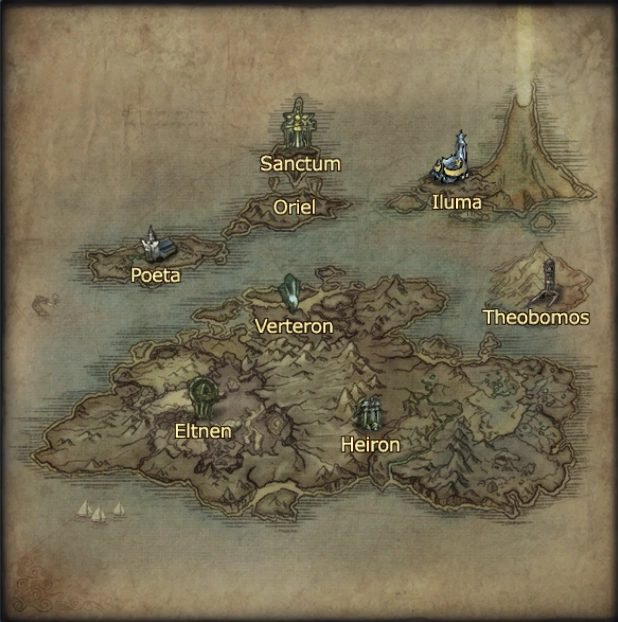 Sanctum
Iluma
Oriel
Poeta
Theobomos
Verteron
Eltnen
Heiron